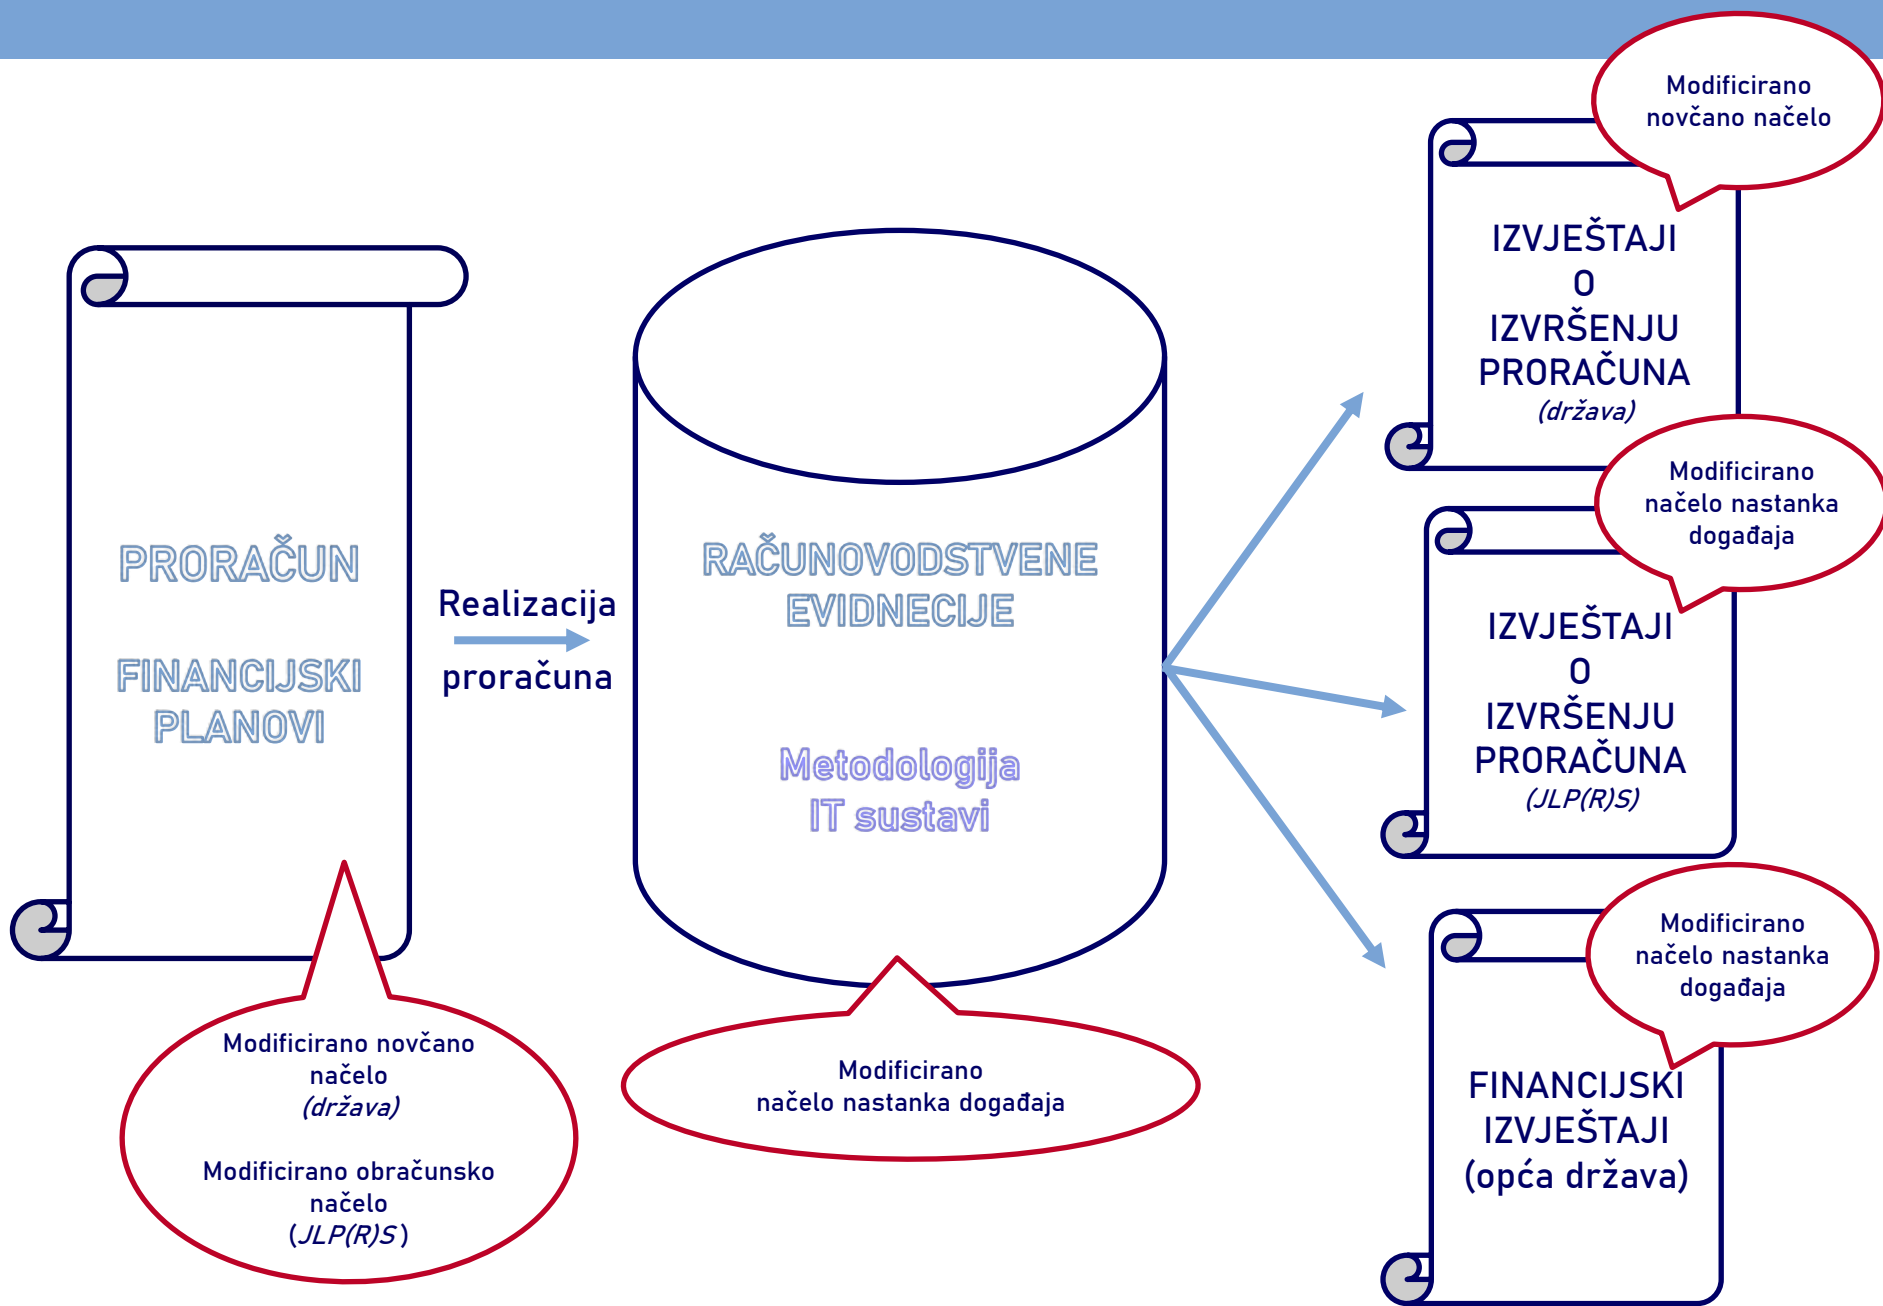 PRORAČUN
FINANCIJSKI
PLANOVI
Modificirano novčano
načelo
(država)
Modificirano obračunsko
načelo
(JLP(R)S )
Realizacija
proračuna
RAČUNOVODSTVENE
EVIDNECIJE
Metodologija
IT sustavi
Modificirano
načelo nastanka događaja
Modificirano
novčano načelo
IZVJEŠTAJI
O
IZVRŠENJU
PRORAČUNA
(država)
Modificirano
načelo nastanka
događaja
IZVJEŠTAJI
O
IZVRŠENJU
PRORAČUNA
(JLP(R)S)
Modificirano
načelo nastanka
događaja
FINANCIJSKI
IZVJEŠTAJI
(opća država)